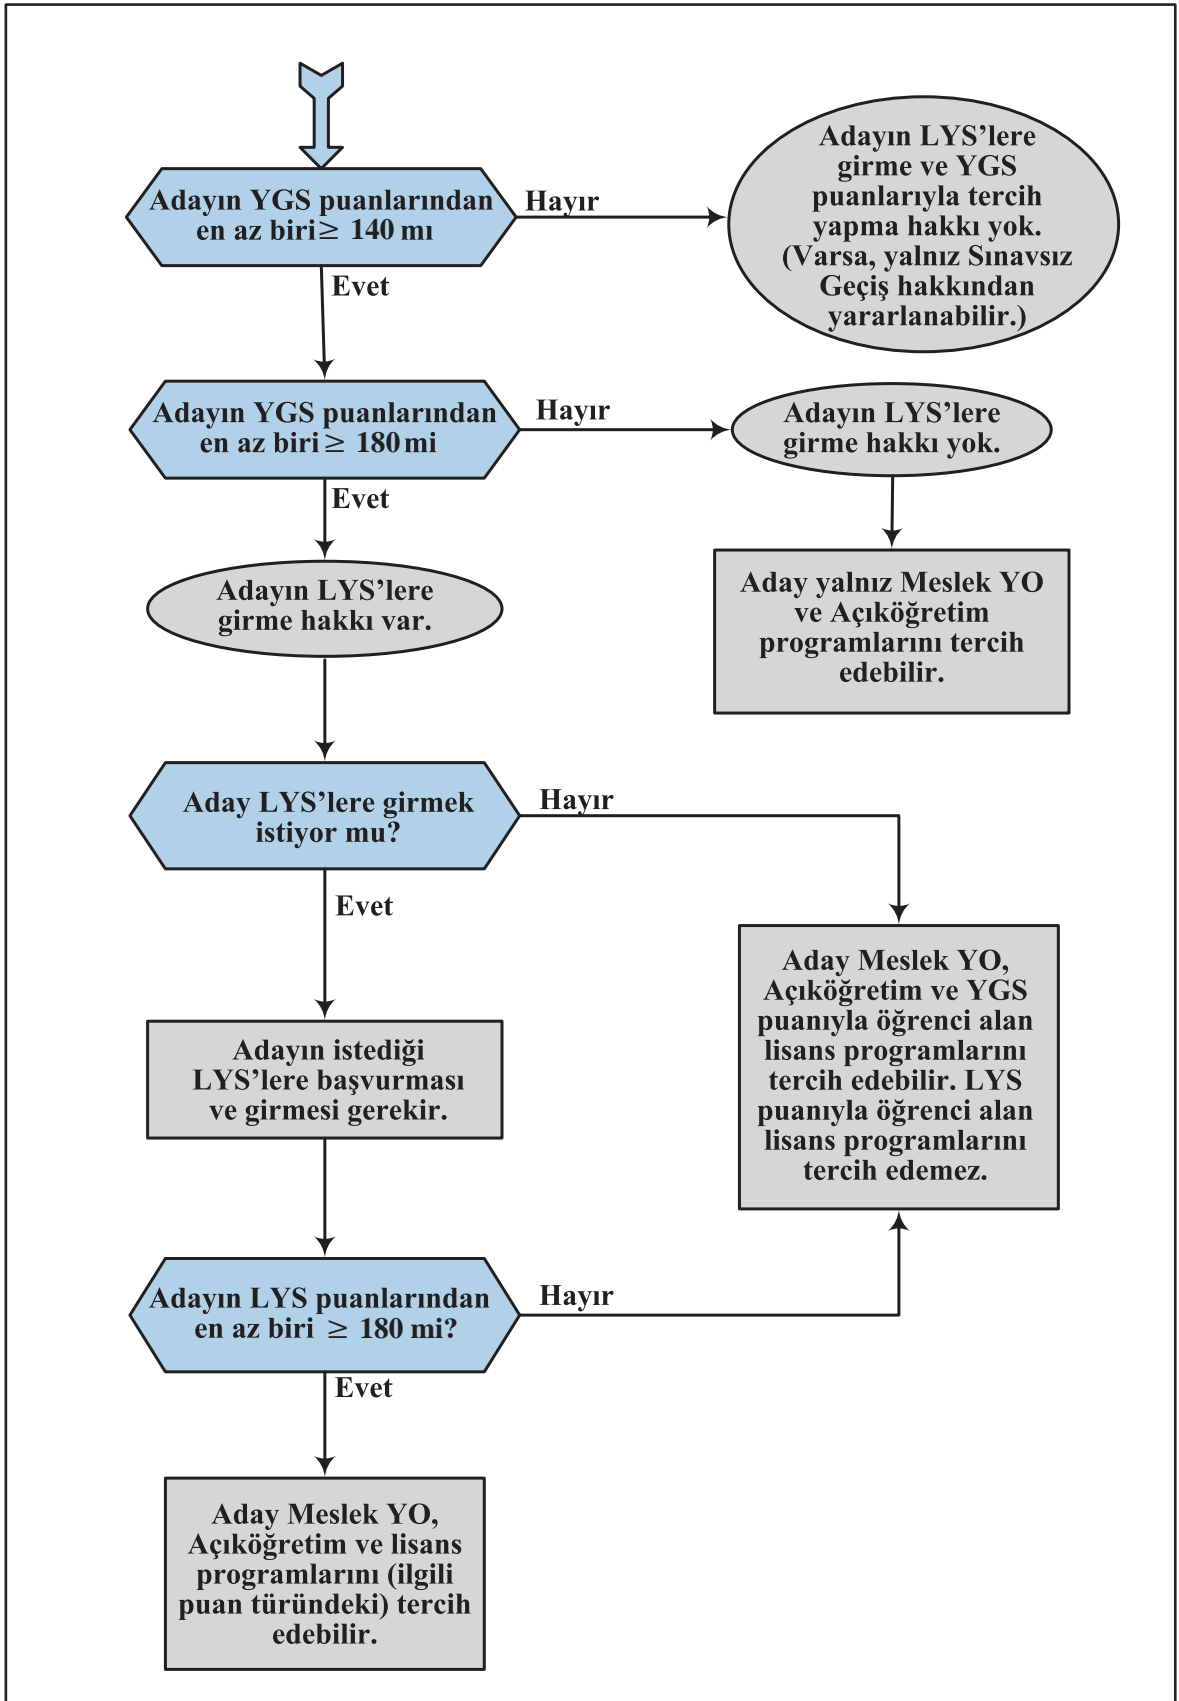 Adayın YGS puanlarından
en az biri ≥ 140 mı
Hayır
Adayın LYS’lere
girme ve YGS
puanlarıyla tercih
yapma hakkı yok.
(Varsa, yalnız Sınavsız
Geçiş hakkından
yararlanabilir.)
Evet
Adayın YGS puanlarından
en az biri ≥ 180 mi
Hayır
Adayın LYS’lere
girme hakkı yok.
Evet
Aday yalnız Meslek YO
ve Açıköğretim
programlarını tercih
edebilir.
Adayın LYS’lere
girme hakkı var.
Aday LYS’lere girmek
istiyor mu?
Hayır
Evet
Aday Meslek YO,
Açıköğretim ve YGS
puanıyla öğrenci alan
lisans programlarını
tercih edebilir. LYS
puanıyla öğrenci alan
lisans programlarını
tercih edemez.
Adayın istediği
LYS’lere başvurması
ve girmesi gerekir.
Adayın LYS puanlarından
en az biri ≥ 180 mi?
Hayır
Evet
Aday Meslek YO,
Açıköğretim ve lisans
programlarını (ilgili
puan türündeki) tercih
edebilir.